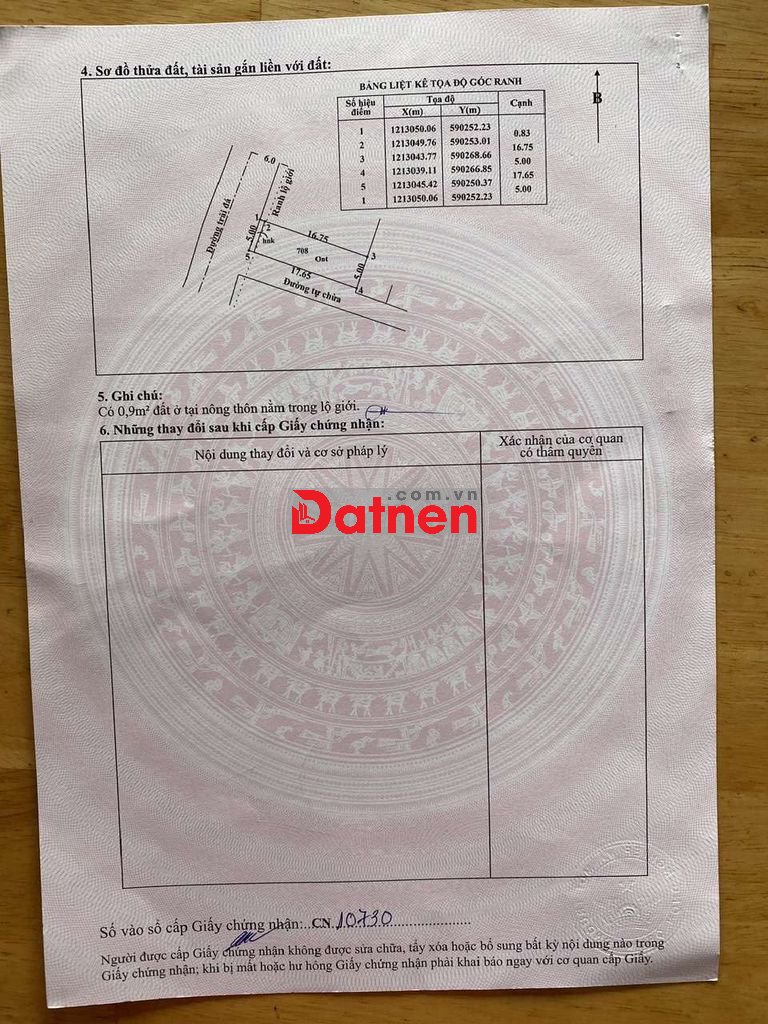 4. Sơ đồ thửa đất, tài sản gắn liền với đất:
BẢNG LIỆT KÊ TỌA ĐỘ GÓC RANH
Số hiệu điểm Tọa độ Cạnh
X(m) Y(m)
1 1213050.06 590252.23
0.83
2 1213049.76 590253.01
16.75
3 1213043.77 590268.66
5.00
4 1213039.11 590266.85
17.65
5 1213045.42 590250.37
5.00
1 1213050.06 590252.23
B
6.0
Ranh lộ giới
Đường trải đá
1
2
5.00
hnk
5
16.75
708
Ont
3
5.00
17.65
4
Đường tự chừa
5. Ghi chú:
Có 0,9m² đất ở tại nông thôn nằm trong lộ giới.
6. Những thay đổi sau khi cấp Giấy chứng nhận:
Nội dung thay đổi và cơ sở pháp lý
Xác nhận của cơ quan
có thẩm quyền
.com.vn
Datnen
Số vào sổ cấp Giấy chứng nhận: CN 10730
Người được cấp Giấy chứng nhận không được sửa chữa, tẩy xóa hoặc bổ sung bất kỳ nội dung nào trong
Giấy chứng nhận; khi bị mất hoặc hư hỏng Giấy chứng nhận phải khai báo ngay với cơ quan cấp Giấy.